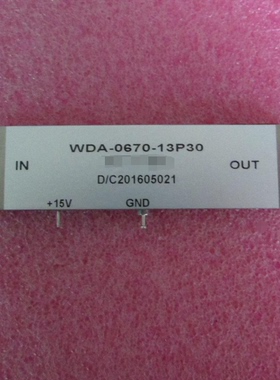 WDA-0670-13P30
IN OUT
D/C201605021
+15V GND